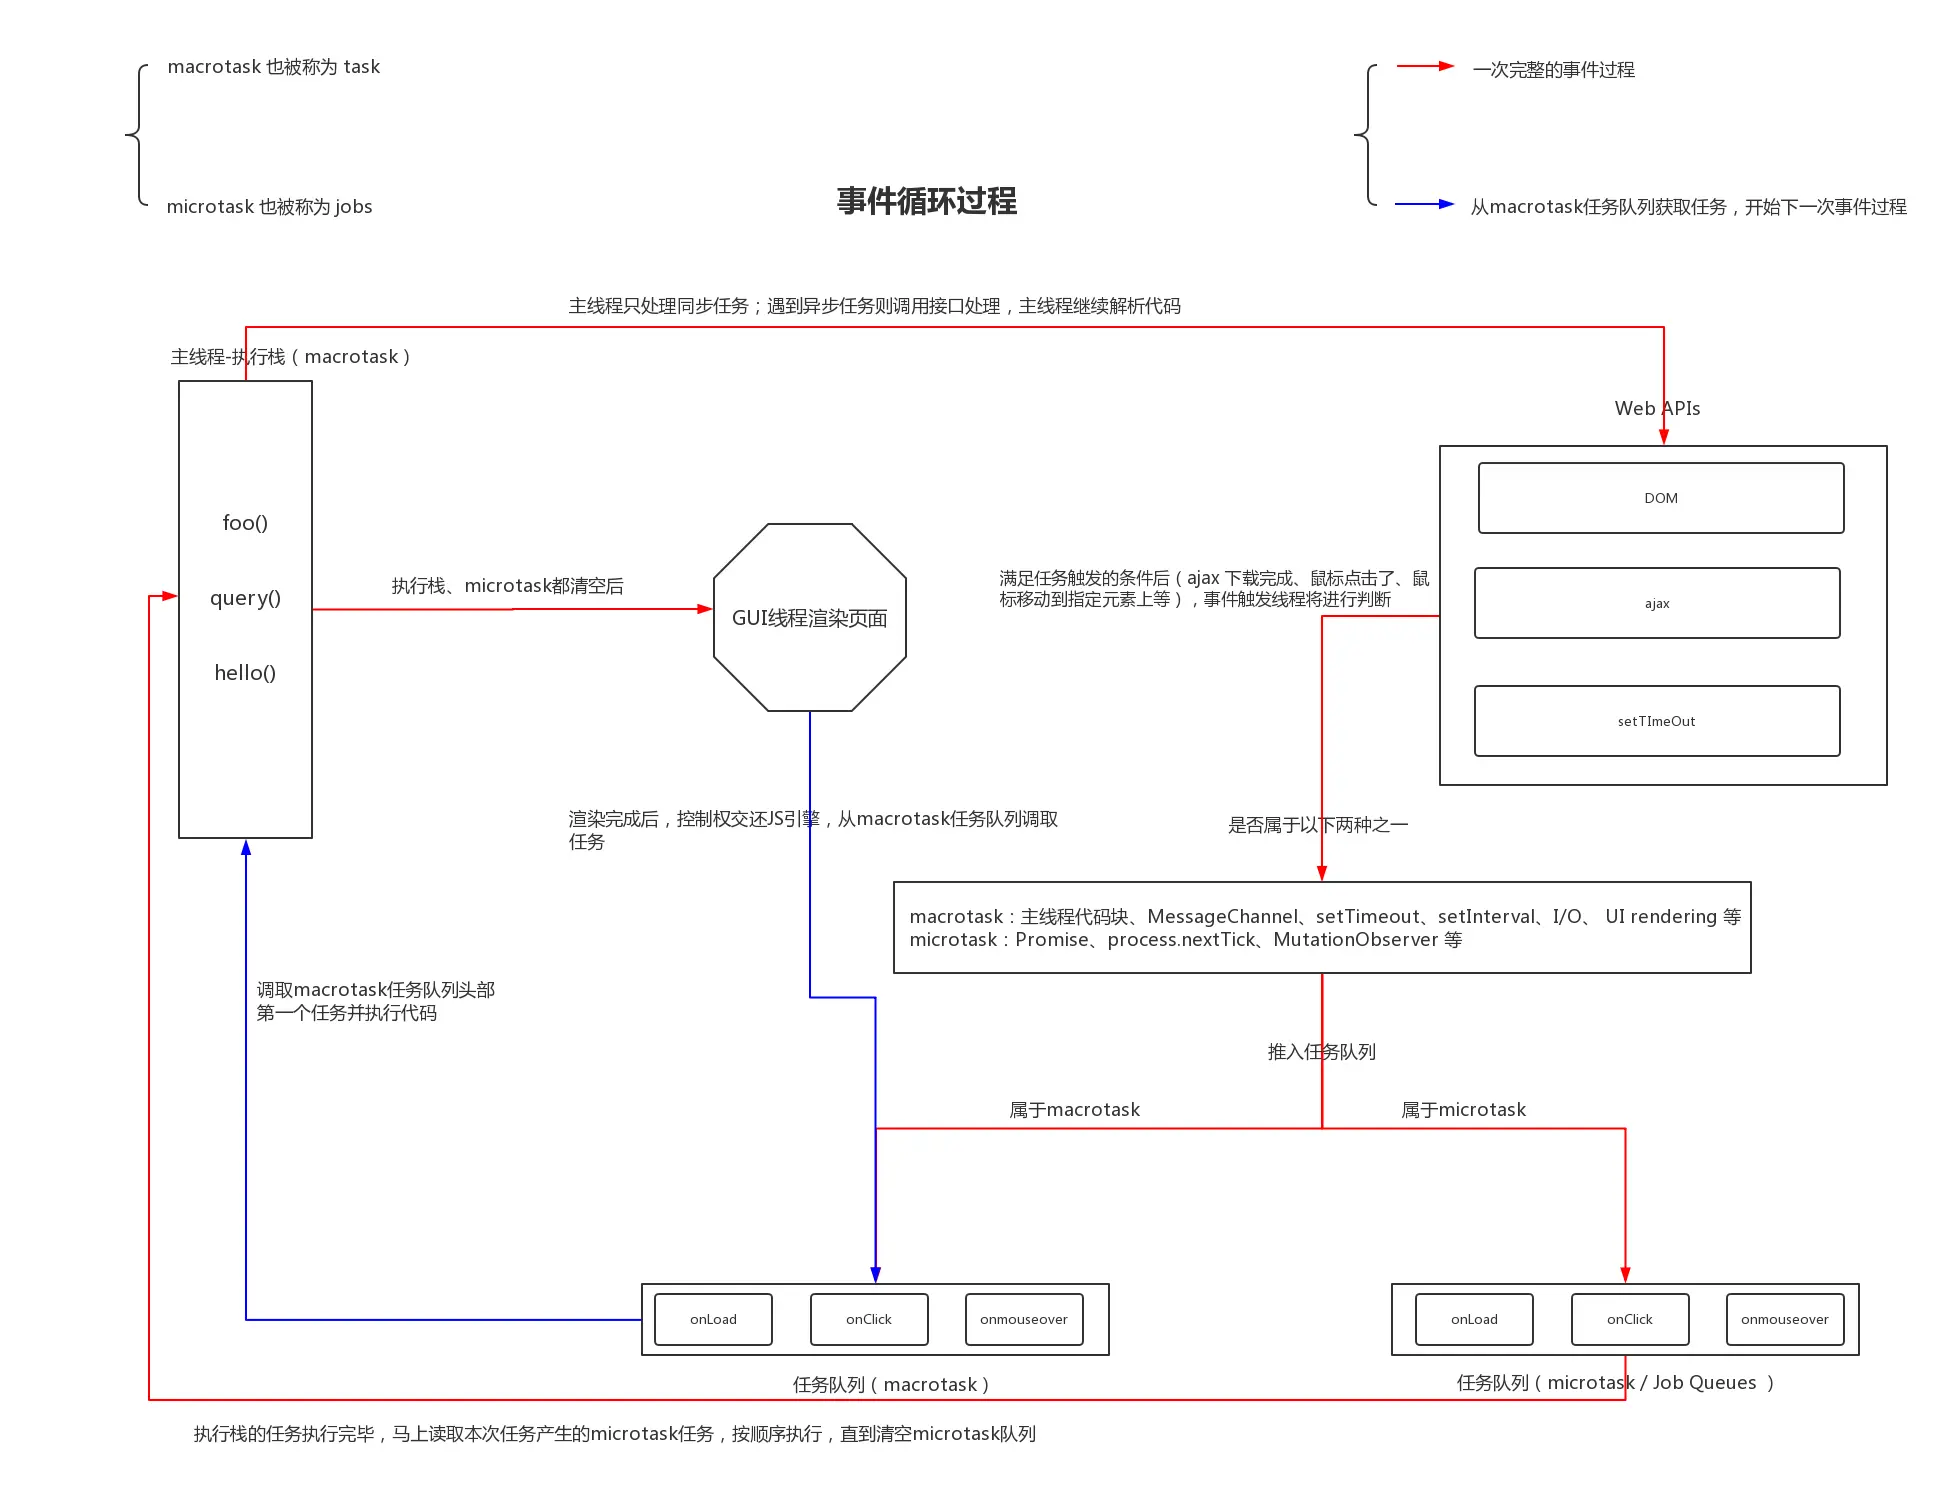 macrotask 也被称为 task
一次完整的事件过程
事件循环过程
microtask 也被称为 jobs
从macrotask任务队列获取任务，开始下一次事件过程
主线程只处理同步任务；遇到异步任务则调用接口处理，主线程继续解析代码
主线程-执行栈（macrotask）
Web APIs
DOM
foo()
执行栈、microtask都清空后
满足任务触发的条件后（ajax 下载完成、鼠标点击了、鼠
标移动到指定元素上等），事件触发线程将进行判断
ajax
query()
GUI线程渲染页面
hello()
setTImeOut
渲染完成后，控制权交还JS引擎，从macrotask任务队列调取
任务
是否属于以下两种之一
macrotask：主线程代码块、MessageChannel、setTimeout、setInterval、I/O、 UI rendering 等
microtask：Promise、process.nextTick、MutationObserver 等
调取macrotask任务队列头部
第一个任务并执行代码
推入任务队列
属于macrotask
属于microtask
onLoad
onClick
onmouseover
onLoad
onClick
onmouseover
任务队列（macrotask）
任务队列（microtask / Job Queues ）
执行栈的任务执行完毕，马上读取本次任务产生的microtask任务，按顺序执行，直到清空microtask队列